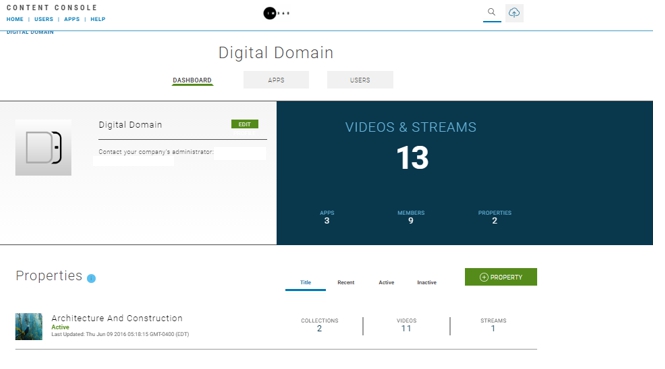 CONTENT CONSOLE
HOME | USERS | APPS | HELP
DIGITAL DOMAIN
Digital Domain
DASHBOARD APPS USERS
Digital Domain EDIT
Contact your company's administrator:
VIDEOS & STREAMS
13
APPS MEMBERS PROPERTIES
3 9 2
Properties
Title Recent Active Inactive
PROPERTY
Architecture And Construction
Active
Last Updated: Thu Jun 09 2016 05:18:15 GMT-0400 (EDT)
COLLECTIONS VIDEOS STREAMS
2 11 1